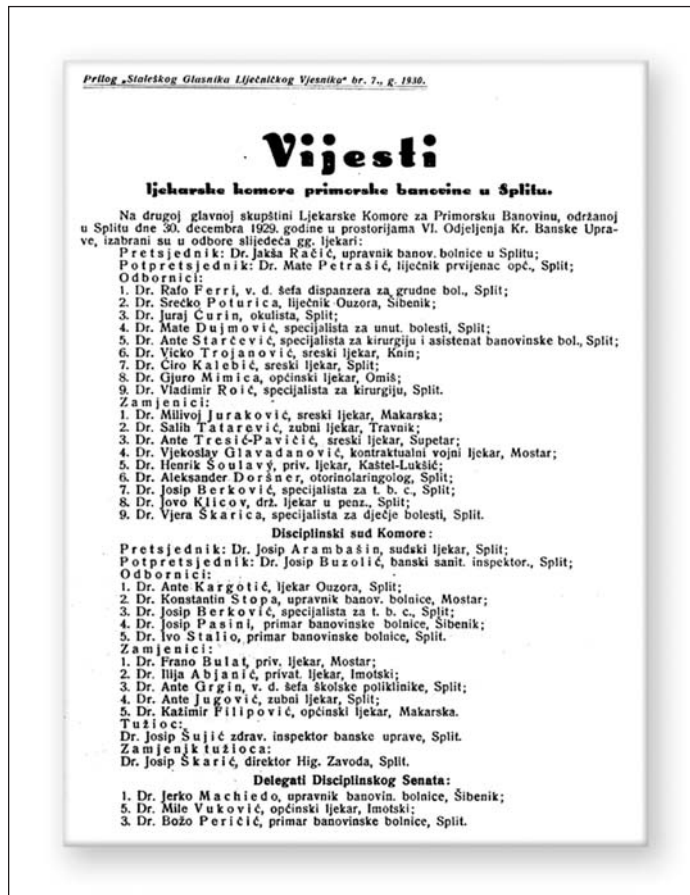 Prilog „Staleškog Glasnika Liječničkog Vjesnika" br. 7., g. 1930.
Vijesti
ljekarske komore primorske banovine u Splitu.
Na drugoj glavnoj skupštini Ljekarske Komore za Primorsku Banovinu, održanoj
u Splitu dne 30. decembra 1929. godine u prostorijama VI. Odjeljenja Kr. Banske Upra-
ve, izabrani su u odbore slijedeća gg. ljekari:
Pretsjednik: Dr. Jakša Račić, upravnik banov. bolnice u Splitu;
Potpretsjednik: Dr. Mate Petrašić, liječnik prvijenac opć., Split;
Odbornici:
1. Dr. Rafo Ferri, v. d. šefa dispanzera za grudne bol., Split;
2. Dr. Srećko Poturica, liječnik Ouzora, Šibenik;
3. Dr. Juraj Ćurin, okulista, Split;
4. Dr. Mate Dujmović, specijalista za unut. bolesti, Split;
5. Dr. Ante Starčević, specijalista za kirurgiju i asistenat banovinske bol., Split;
6. Dr. Vicko Trojanović, sreski ljekar, Knin;
7. Dr. Ćiro Kalebić, sreski ljekar, Split;
8. Dr. Gjuro Mimica, općinski ljekar, Omiš;
9. Dr. Vladimir Roić, specijalista za kirurgiju, Split.
Zamjenici:
1. Dr. Milivoj Juraković, sreski ljekar, Makarska;
2. Dr. Salih Tatarević, zubni ljekar, Travnik;
3. Dr. Ante Tresić-Pavičić, sreski ljekar, Supetar;
4. Dr. Vjekoslav Glavadanović, kontraktualni vojni ljekar, Mostar;
5. Dr. Henrik Šoulavý, priv. ljekar, Kaštel-Lukšić;
6. Dr. Aleksander Doršner, otorinolaringolog, Split;
7. Dr. Josip Berković, specijalista za t. b. c., Split;
8. Dr. Jovo Klicov, drž. ljekar u penz., Split;
9. Dr. Vjera Škarica, specijalista za dječje bolesti, Split.
Disciplinski sud Komore:
Pretsjednik: Dr. Josip Arambašin, sudski ljekar, Split;
Potpretsjednik: Dr. Josip Buzolić, banski sanit. inspektor., Split;
Odbornici:
1. Dr. Ante Kargotić, ljekar Ouzora, Split;
2. Dr. Konstantin Stopa, upravnik banov. bolnice, Mostar;
3. Dr. Josip Berković, specijalista za t. b. c., Split;
4. Dr. Josip Pasini, primar banovinske bolnice, Šibenik;
5. Dr. Ivo Stalio, primar banovinske bolnice, Split.
Zamjenici:
1. Dr. Frano Bulat, priv. ljekar, Mostar;
2. Dr. Ilija Abjanić, privat. ljekar, Imotski;
3. Dr. Ante Grgin, v. d. šefa školske poliklinike, Split;
4. Dr. Ante Jugović, zubni ljekar, Split;
5. Dr. Kažimir Filipović, općinski ljekar, Makarska.
Tužioc:
Dr. Josip Šujić zdrav. inspektor banske uprave, Split.
Zamjenik tužioca:
Dr. Josip Škarić, direktor Hig. Zavoda, Split.
Delegati Disciplinskog Senata:
1. Dr. Jerko Machiedo, upravnik banovin. bolnice, Šibenik;
5. Dr. Mile Vuković, općinski ljekar, Imotski;
3. Dr. Božo Peričić, primar banovinske bolnice, Split.